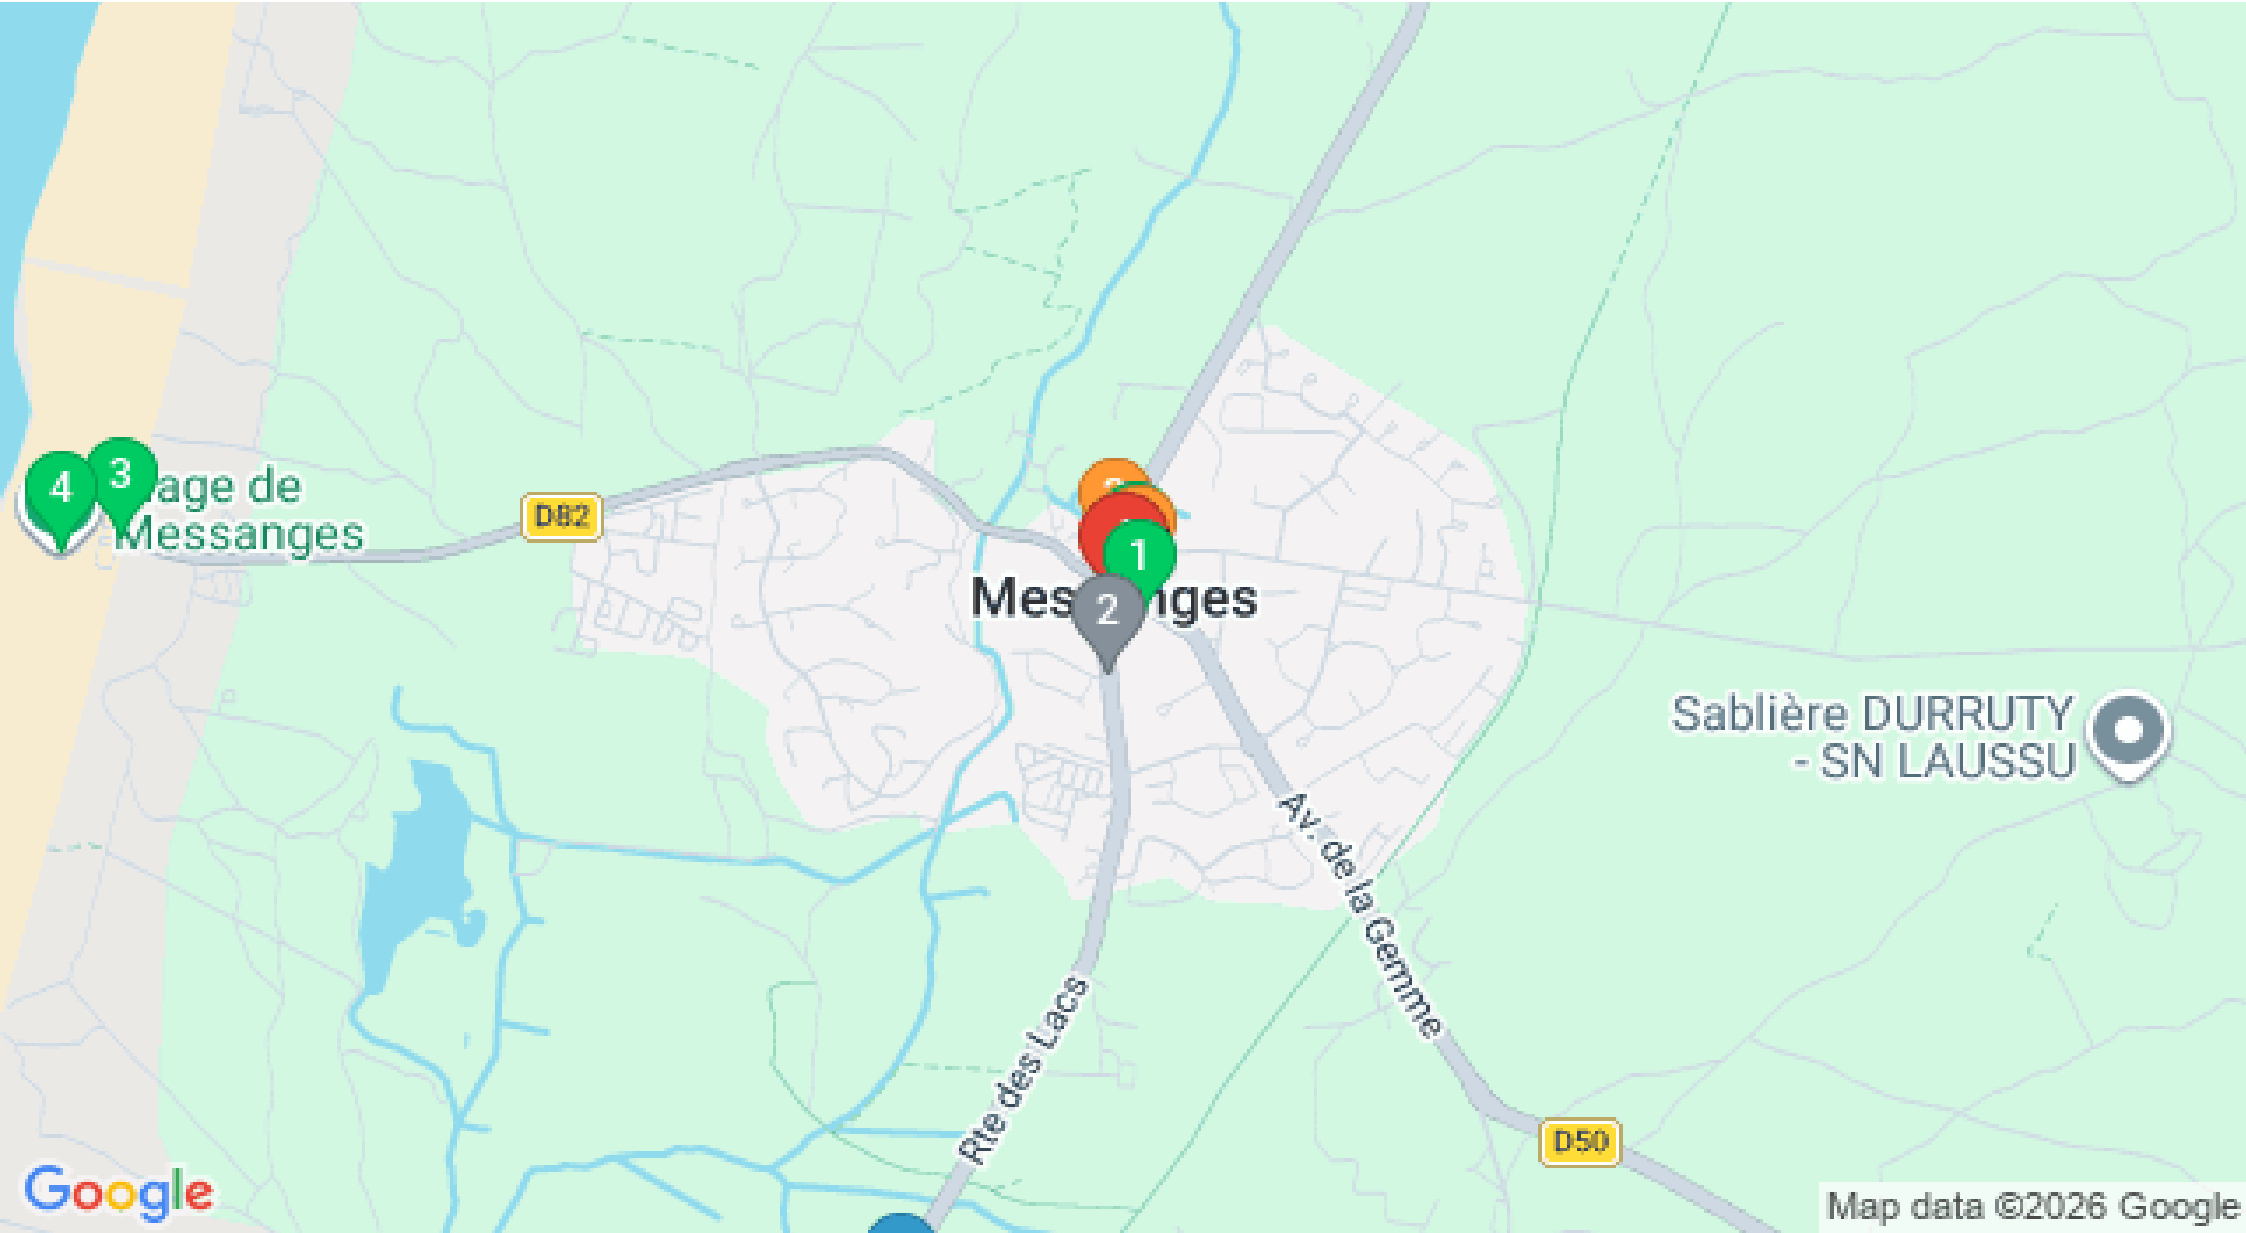 4
3
age de
Messanges
D82
1
Mes nges
2
Sablière DURRUTY
- SN LAUSSU
Av. de la Gemme
Rte des Lacs
D50
Google
Map data ©2026 Google